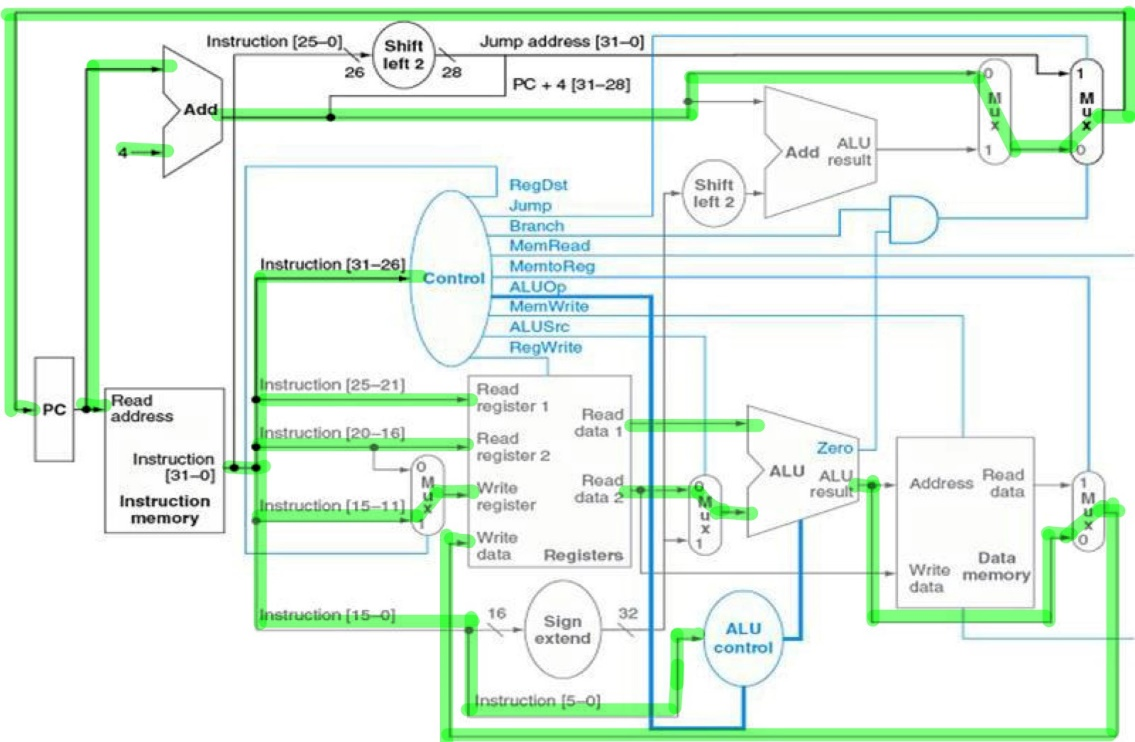 Instruction [25–0]
26
Shift
left 2
28
Jump address [31–0]
PC + 4 [31–28]
Add
4
0
M
u
x
1
1
M
u
x
0
Add
ALU
result
Shift
left 2
RegDst
Jump
Branch
MemRead
MemtoReg
ALUOp
MemWrite
ALUSrc
RegWrite
Instruction [31–26]
Control
PC
Read
address
Instruction
[31–0]
Instruction
memory
Instruction [25–21]
Instruction [20–16]
Instruction [15–11]
0
M
u
x
1
Read
register 1
Read
register 2
Write
register
Write
data
Read
data 1
Read
data 2
Registers
0
M
u
x
1
Zero
ALU
ALU
result
Address
Read
data
Write
data
Data
memory
1
M
u
x
0
Instruction [15–0]
16
Sign
extend
32
ALU
control
Instruction [5–0]